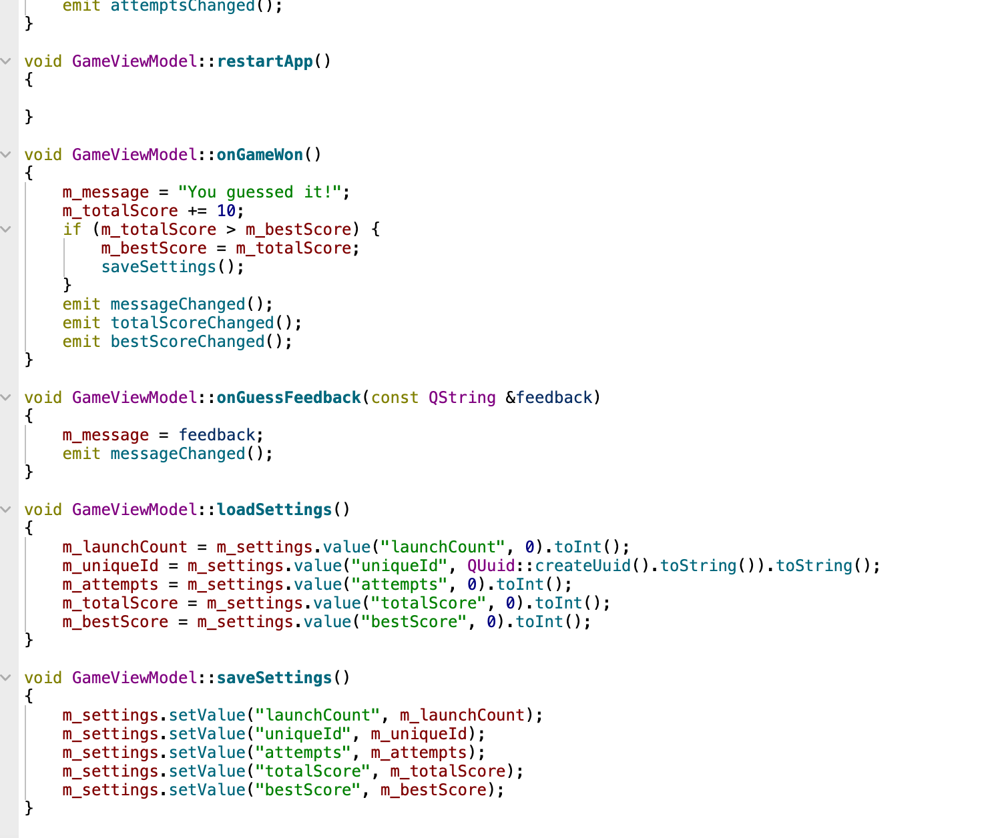 emit attemptsChanged();
}
void GameViewModel::restartApp()
{
}
void GameViewModel::onGameWon()
{
m_message = "You guessed it!";
m_totalScore += 10;
if (m_totalScore > m_bestScore) {
m_bestScore = m_totalScore;
saveSettings();
}
emit messageChanged();
emit totalScoreChanged();
emit bestScoreChanged();
}
void GameViewModel::onGuessFeedback(const QString &feedback)
{
m_message = feedback;
emit messageChanged();
}
void GameViewModel::loadSettings()
{
m_launchCount = m_settings.value("launchCount", 0).toInt();
m_uniqueId = m_settings.value("uniqueId", QUuid::createUuid().toString()).toString();
m_attempts = m_settings.value("attempts", 0).toInt();
m_totalScore = m_settings.value("totalScore", 0).toInt();
m_bestScore = m_settings.value("bestScore", 0).toInt();
}
void GameViewModel::saveSettings()
{
m_settings.setValue("launchCount", m_launchCount);
m_settings.setValue("uniqueId", m_uniqueId);
m_settings.setValue("attempts", m_attempts);
m_settings.setValue("totalScore", m_totalScore);
m_settings.setValue("bestScore", m_bestScore);
}